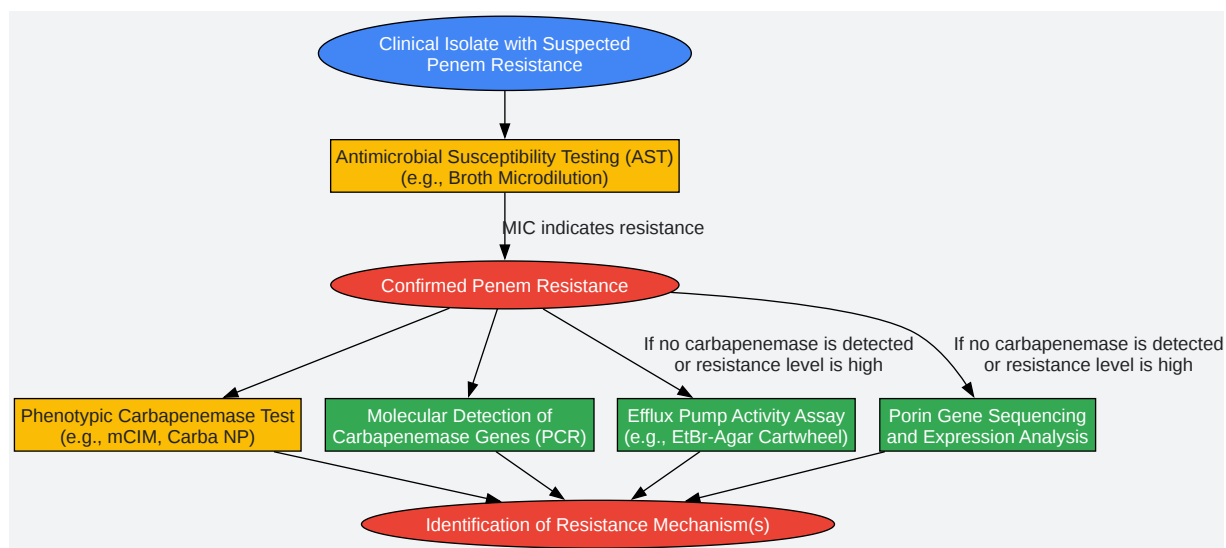 Clinical Isolate with Suspected
Penem Resistance
Antimicrobial Susceptibility Testing (AST)
(e.g., Broth Microdilution)
MIC indicates resistance
Confirmed Penem Resistance
If no carbapenemase is detected
or resistance level is high
If no carbapenemase is detected
or resistance level is high
Phenotypic Carbapenemase Test
(e.g., mCIM, Carba NP)
Molecular Detection of
Carbapenemase Genes (PCR)
Efflux Pump Activity Assay
(e.g., EtBr-Agar Cartwheel)
Porin Gene Sequencing
and Expression Analysis
Identification of Resistance Mechanism(s)